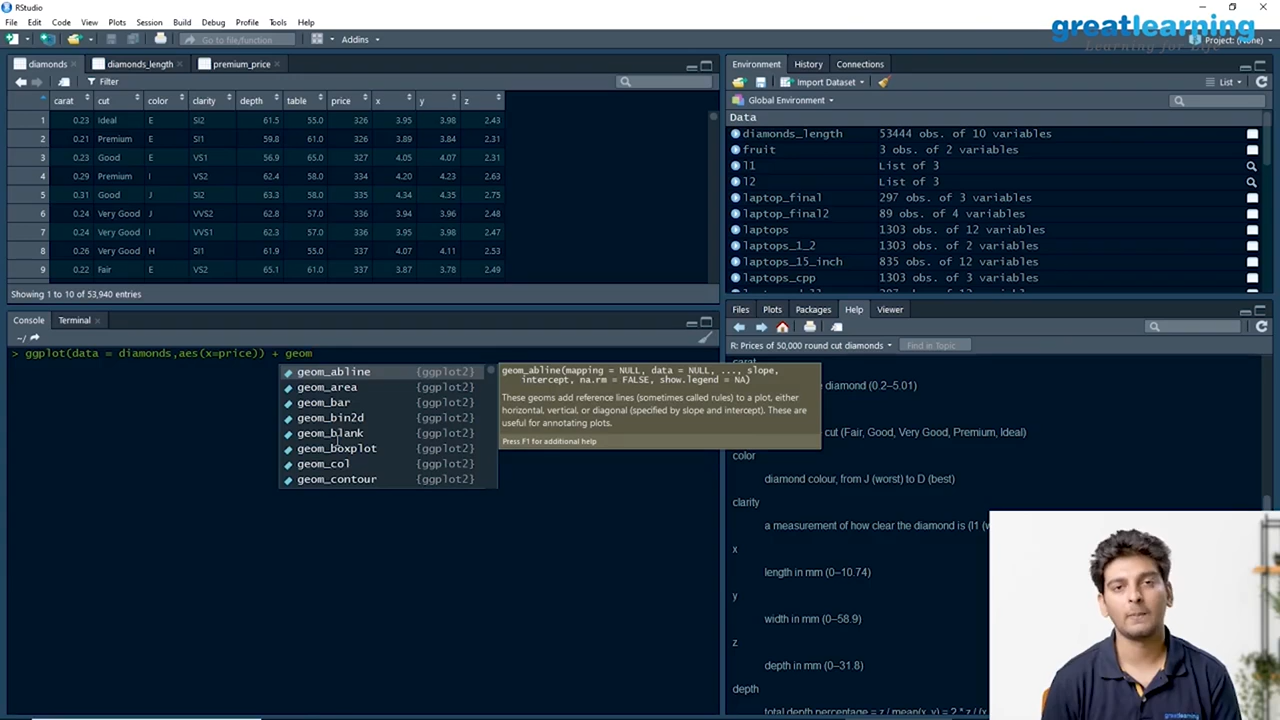 RStudio
File Edit Code View Plots Session Build Debug Profile Tools Help
Go to file/function Addins
greatlearning
Learning for Life
Project: (None)
diamonds diamonds_length premium_price
Filter
carat cut color clarity depth table price x y z
1 0.23 Ideal E SI2 61.5 55.0 326 3.95 3.98 2.43
2 0.21 Premium E SI1 59.8 61.0 326 3.89 3.84 2.31
3 0.23 Good E VS1 56.9 65.0 327 4.05 4.07 2.31
4 0.29 Premium I VS2 62.4 58.0 334 4.20 4.23 2.63
5 0.31 Good J SI2 63.3 58.0 335 4.34 4.35 2.75
6 0.24 Very Good J VVS2 62.8 57.0 336 3.94 3.96 2.48
7 0.24 Very Good I VVS1 62.3 57.0 336 3.95 3.98 2.47
8 0.26 Very Good H SI1 61.9 55.0 337 4.07 4.11 2.53
9 0.22 Fair E VS2 65.1 61.0 337 3.87 3.78 2.49
Showing 1 to 10 of 53,940 entries
Console Terminal
~/
> ggplot(data = diamonds,aes(x=price)) + geom
geom_abline {ggplot2}
geom_area {ggplot2}
geom_bar {ggplot2}
geom_bin2d {ggplot2}
geom_blank {ggplot2}
geom_boxplot {ggplot2}
geom_col {ggplot2}
geom_contour {ggplot2}
geom_abline(mapping = NULL, data = NULL, ..., slope,
intercept, na.rm = FALSE, show.legend = NA)
These geoms add reference lines (sometimes called rules) to a plot, either
horizontal, vertical, or diagonal (specified by slope and intercept). These are
useful for annotating plots.
Press F1 for additional help
Environment History Connections
Import Dataset List
Global Environment
Data
diamonds_length 53444 obs. of 10 variables
fruit 3 obs. of 2 variables
l1 List of 3
l2 List of 3
laptop_final 297 obs. of 3 variables
laptop_final2 89 obs. of 4 variables
laptops 1303 obs. of 12 variables
laptops_1_2 1303 obs. of 2 variables
laptops_15_inch 835 obs. of 12 variables
laptops_cpp 1303 obs. of 3 variables
Files Plots Packages Help Viewer
R: Prices of 50,000 round cut diamonds Find in Topic
carat
diamond (0.2–5.01)
cut (Fair, Good, Very Good, Premium, Ideal)
color
diamond colour, from J (worst) to D (best)
clarity
a measurement of how clear the diamond is (I1 (w
x
length in mm (0–10.74)
y
width in mm (0–58.9)
z
depth in mm (0–31.8)
depth
total depth percentage = z / mean(x, y) = 2 * z / (x
greatlearning